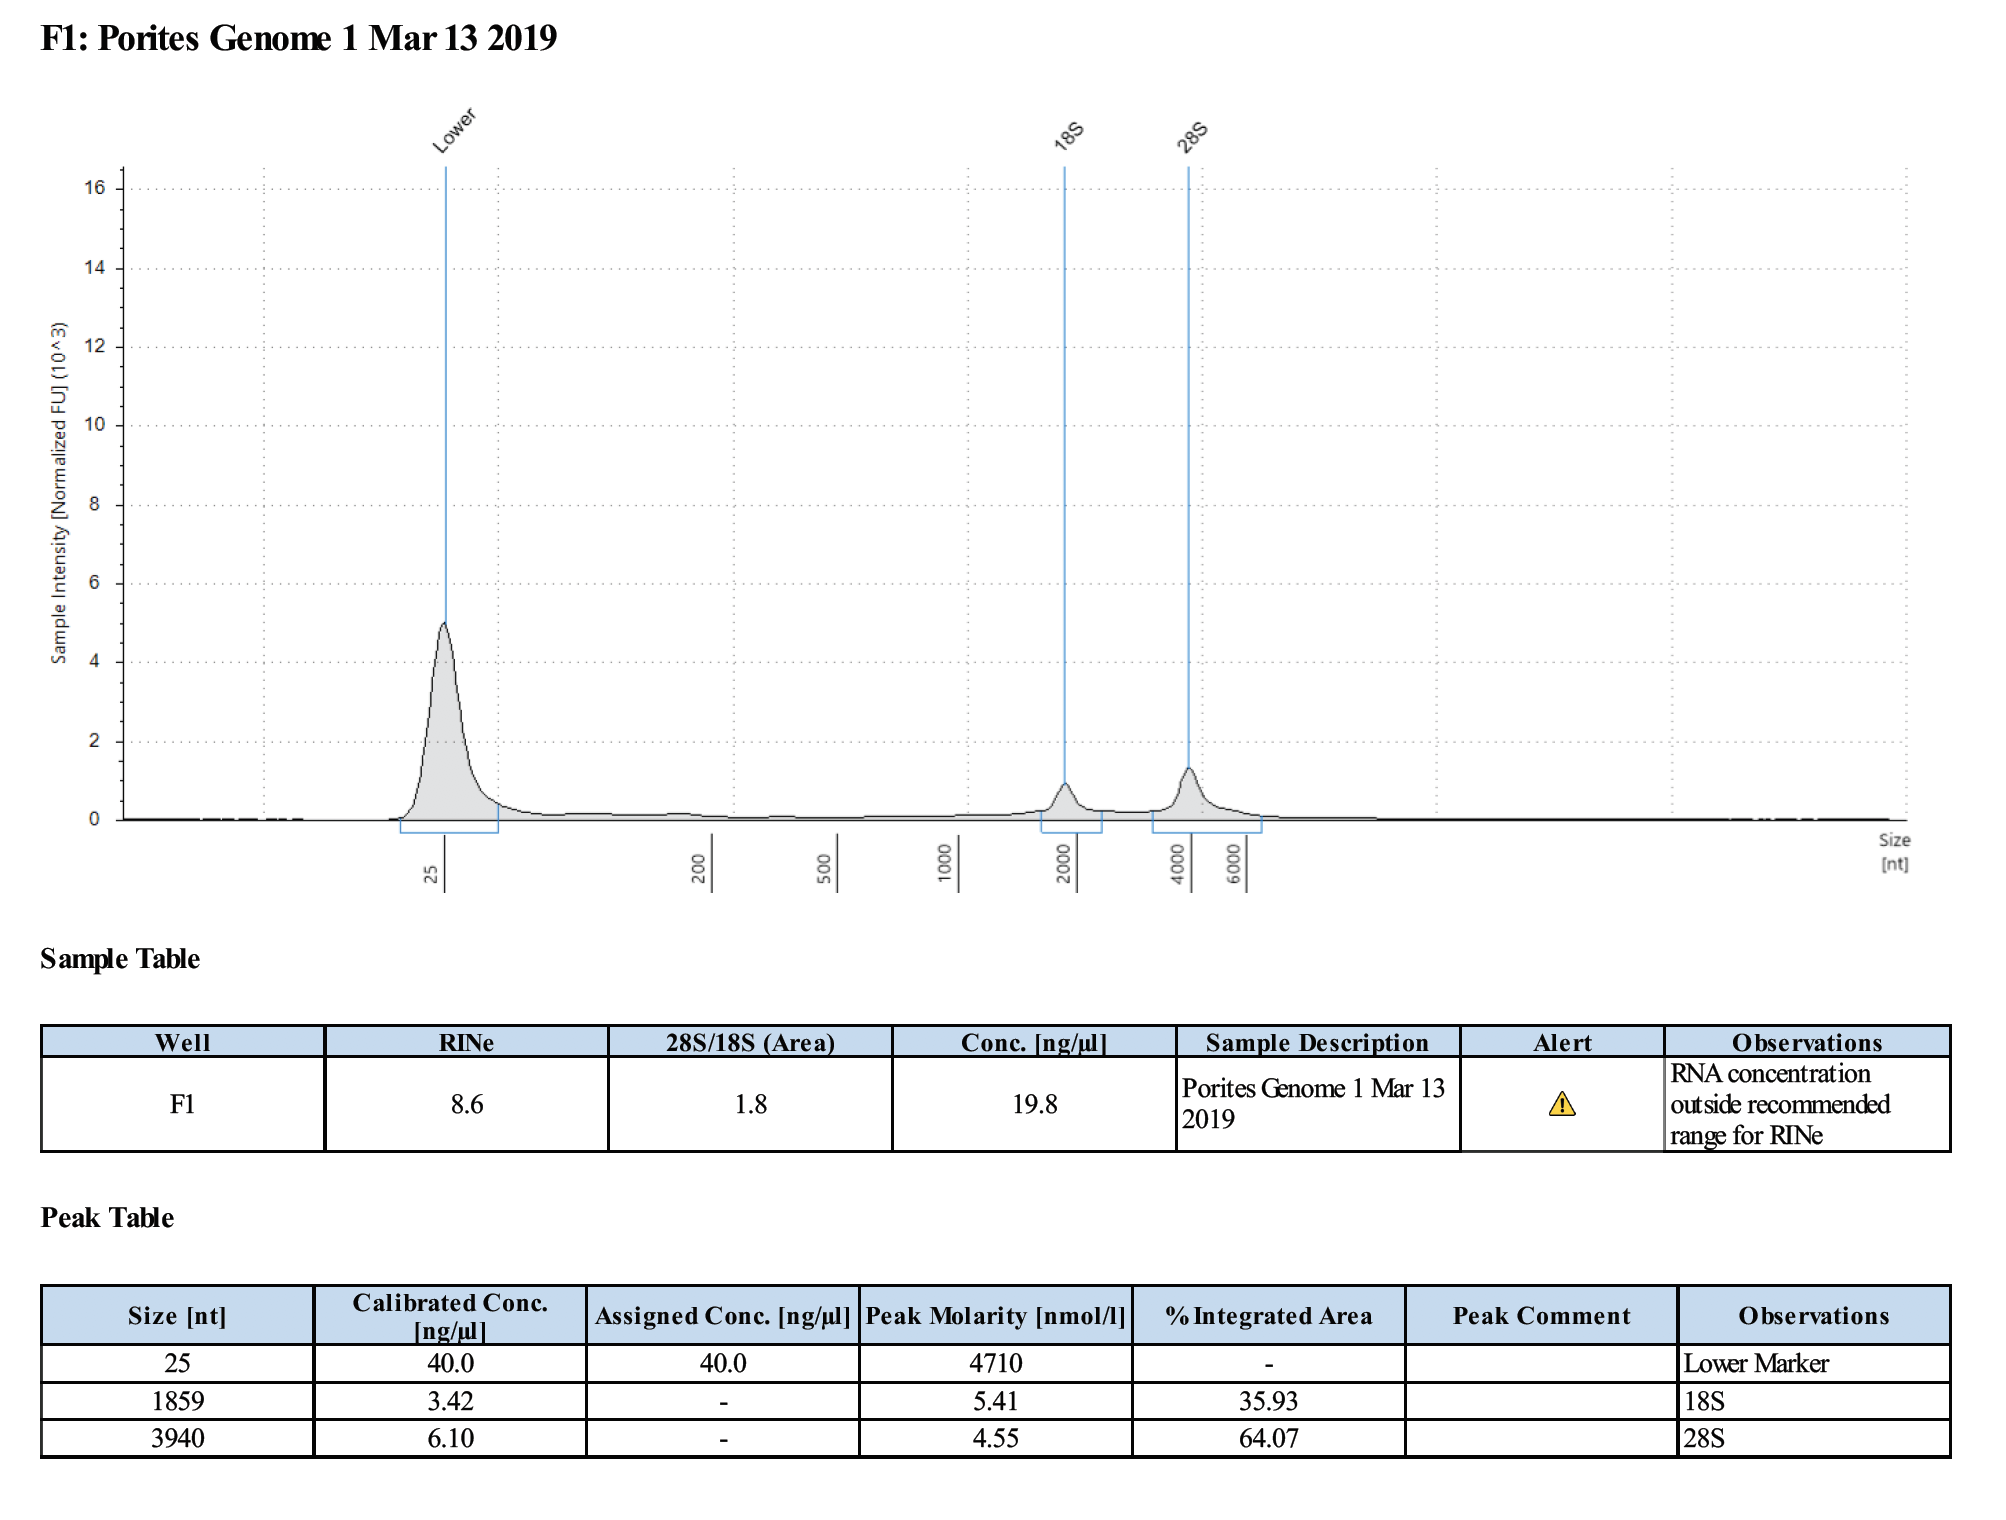 F1: Porites Genome 1 Mar 13 2019
Lower
18S
28S
Sample Intensity [Normalized FU] (10^3)
16
14
12
10
8
6
4
2
0
25
200
500
1000
2000
4000
6000
Size
[nt]
Sample Table
Well RINe 28S/18S (Area) Conc. [ng/µl] Sample Description Alert Observations
F1 8.6 1.8 19.8 Porites Genome 1 Mar 13
2019
RNA concentration
outside recommended
range for RINe
Peak Table
Size [nt] Calibrated Conc.
[ng/µl] Assigned Conc. [ng/µl] Peak Molarity [nmol/l] % Integrated Area Peak Comment Observations
25 40.0 40.0 4710 - Lower Marker
1859 3.42 - 5.41 35.93 18S
3940 6.10 - 4.55 64.07 28S